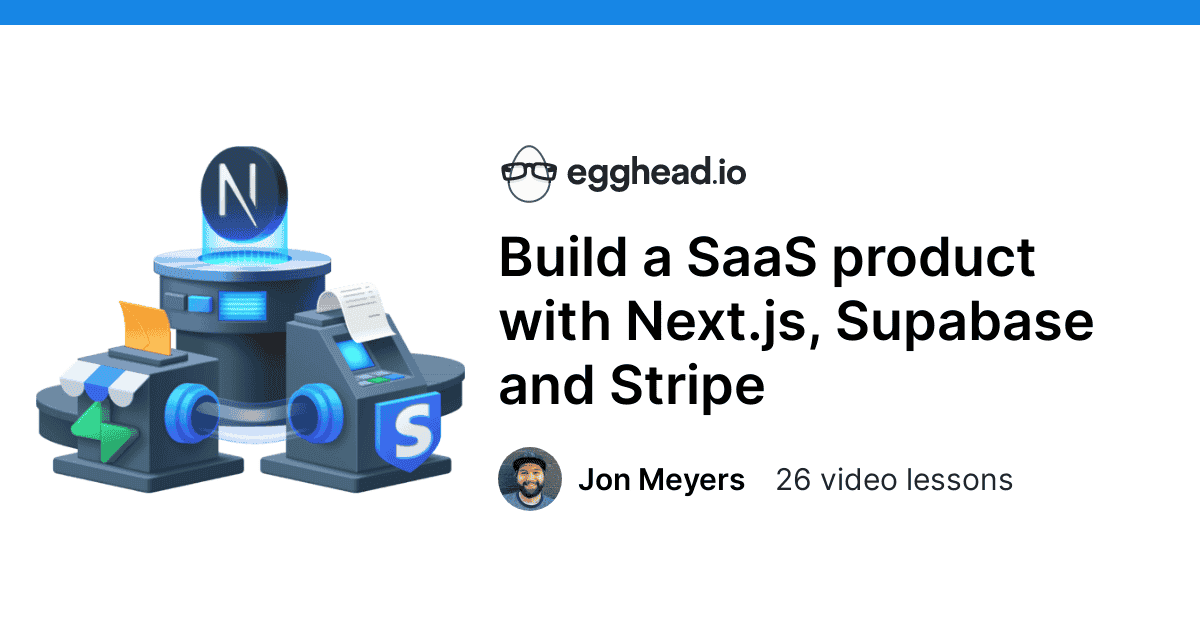 N
egghead.io
Build a SaaS product
with Next.js, Supabase
and Stripe
S
Jon Meyers 26 video lessons